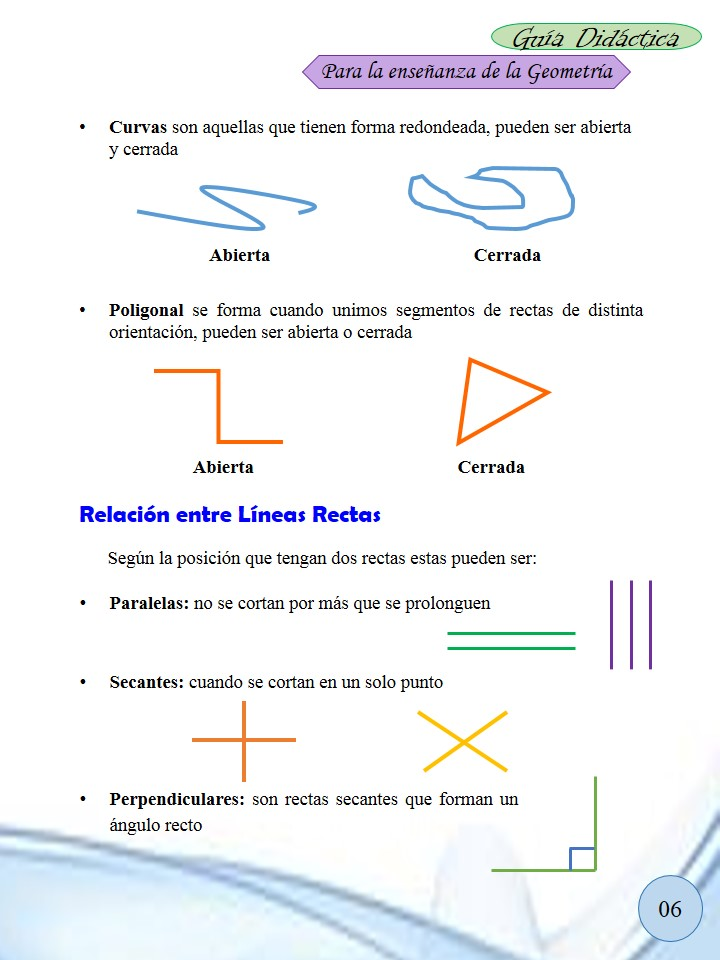 Guía Didáctica
Para la enseñanza de la Geometría
• Curvas son aquellas que tienen forma redondeada, pueden ser abierta
y cerrada
Abierta Cerrada
• Poligonal se forma cuando unimos segmentos de rectas de distinta
orientación, pueden ser abierta o cerrada
Abierta Cerrada
Relación entre Líneas Rectas
Según la posición que tengan dos rectas estas pueden ser:
• Paralelas: no se cortan por más que se prolonguen
• Secantes: cuando se cortan en un solo punto
• Perpendiculares: son rectas secantes que forman un
ángulo recto
06